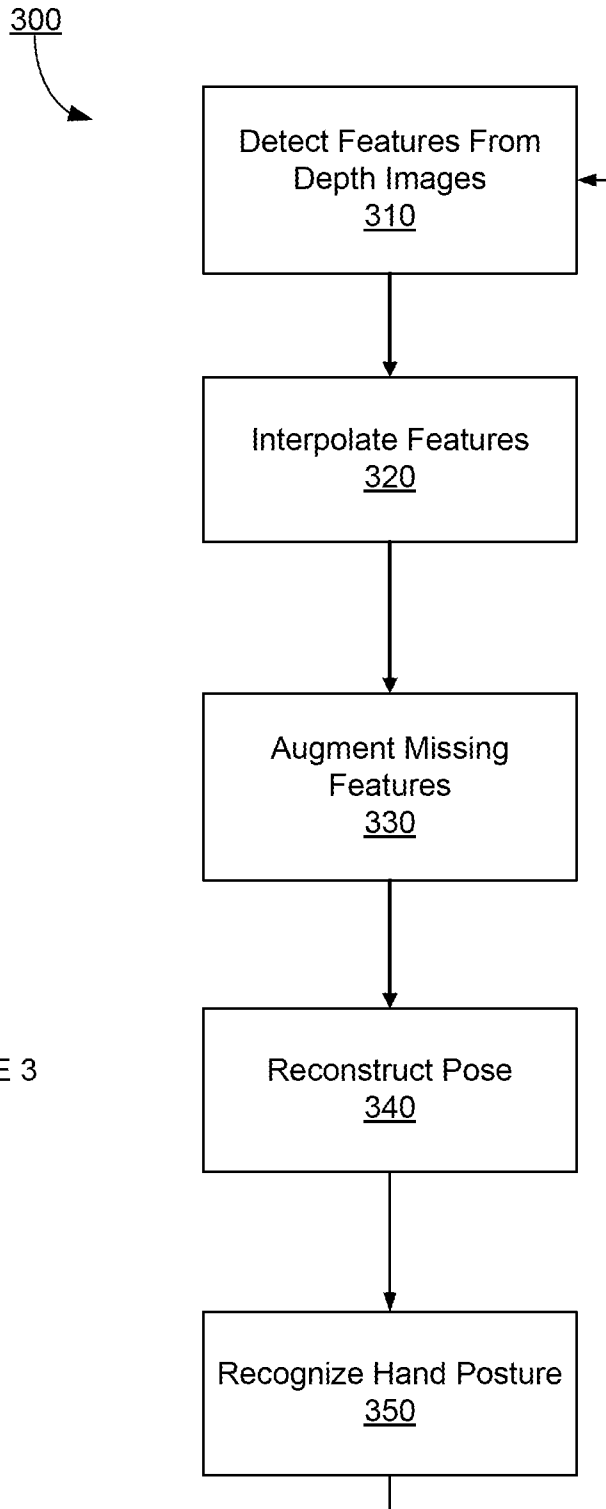 300
Detect Features From
Depth Images
310
Interpolate Features
320
Augment Missing
Features
330
E 3
Reconstruct Pose
340
Recognize Hand Posture
350